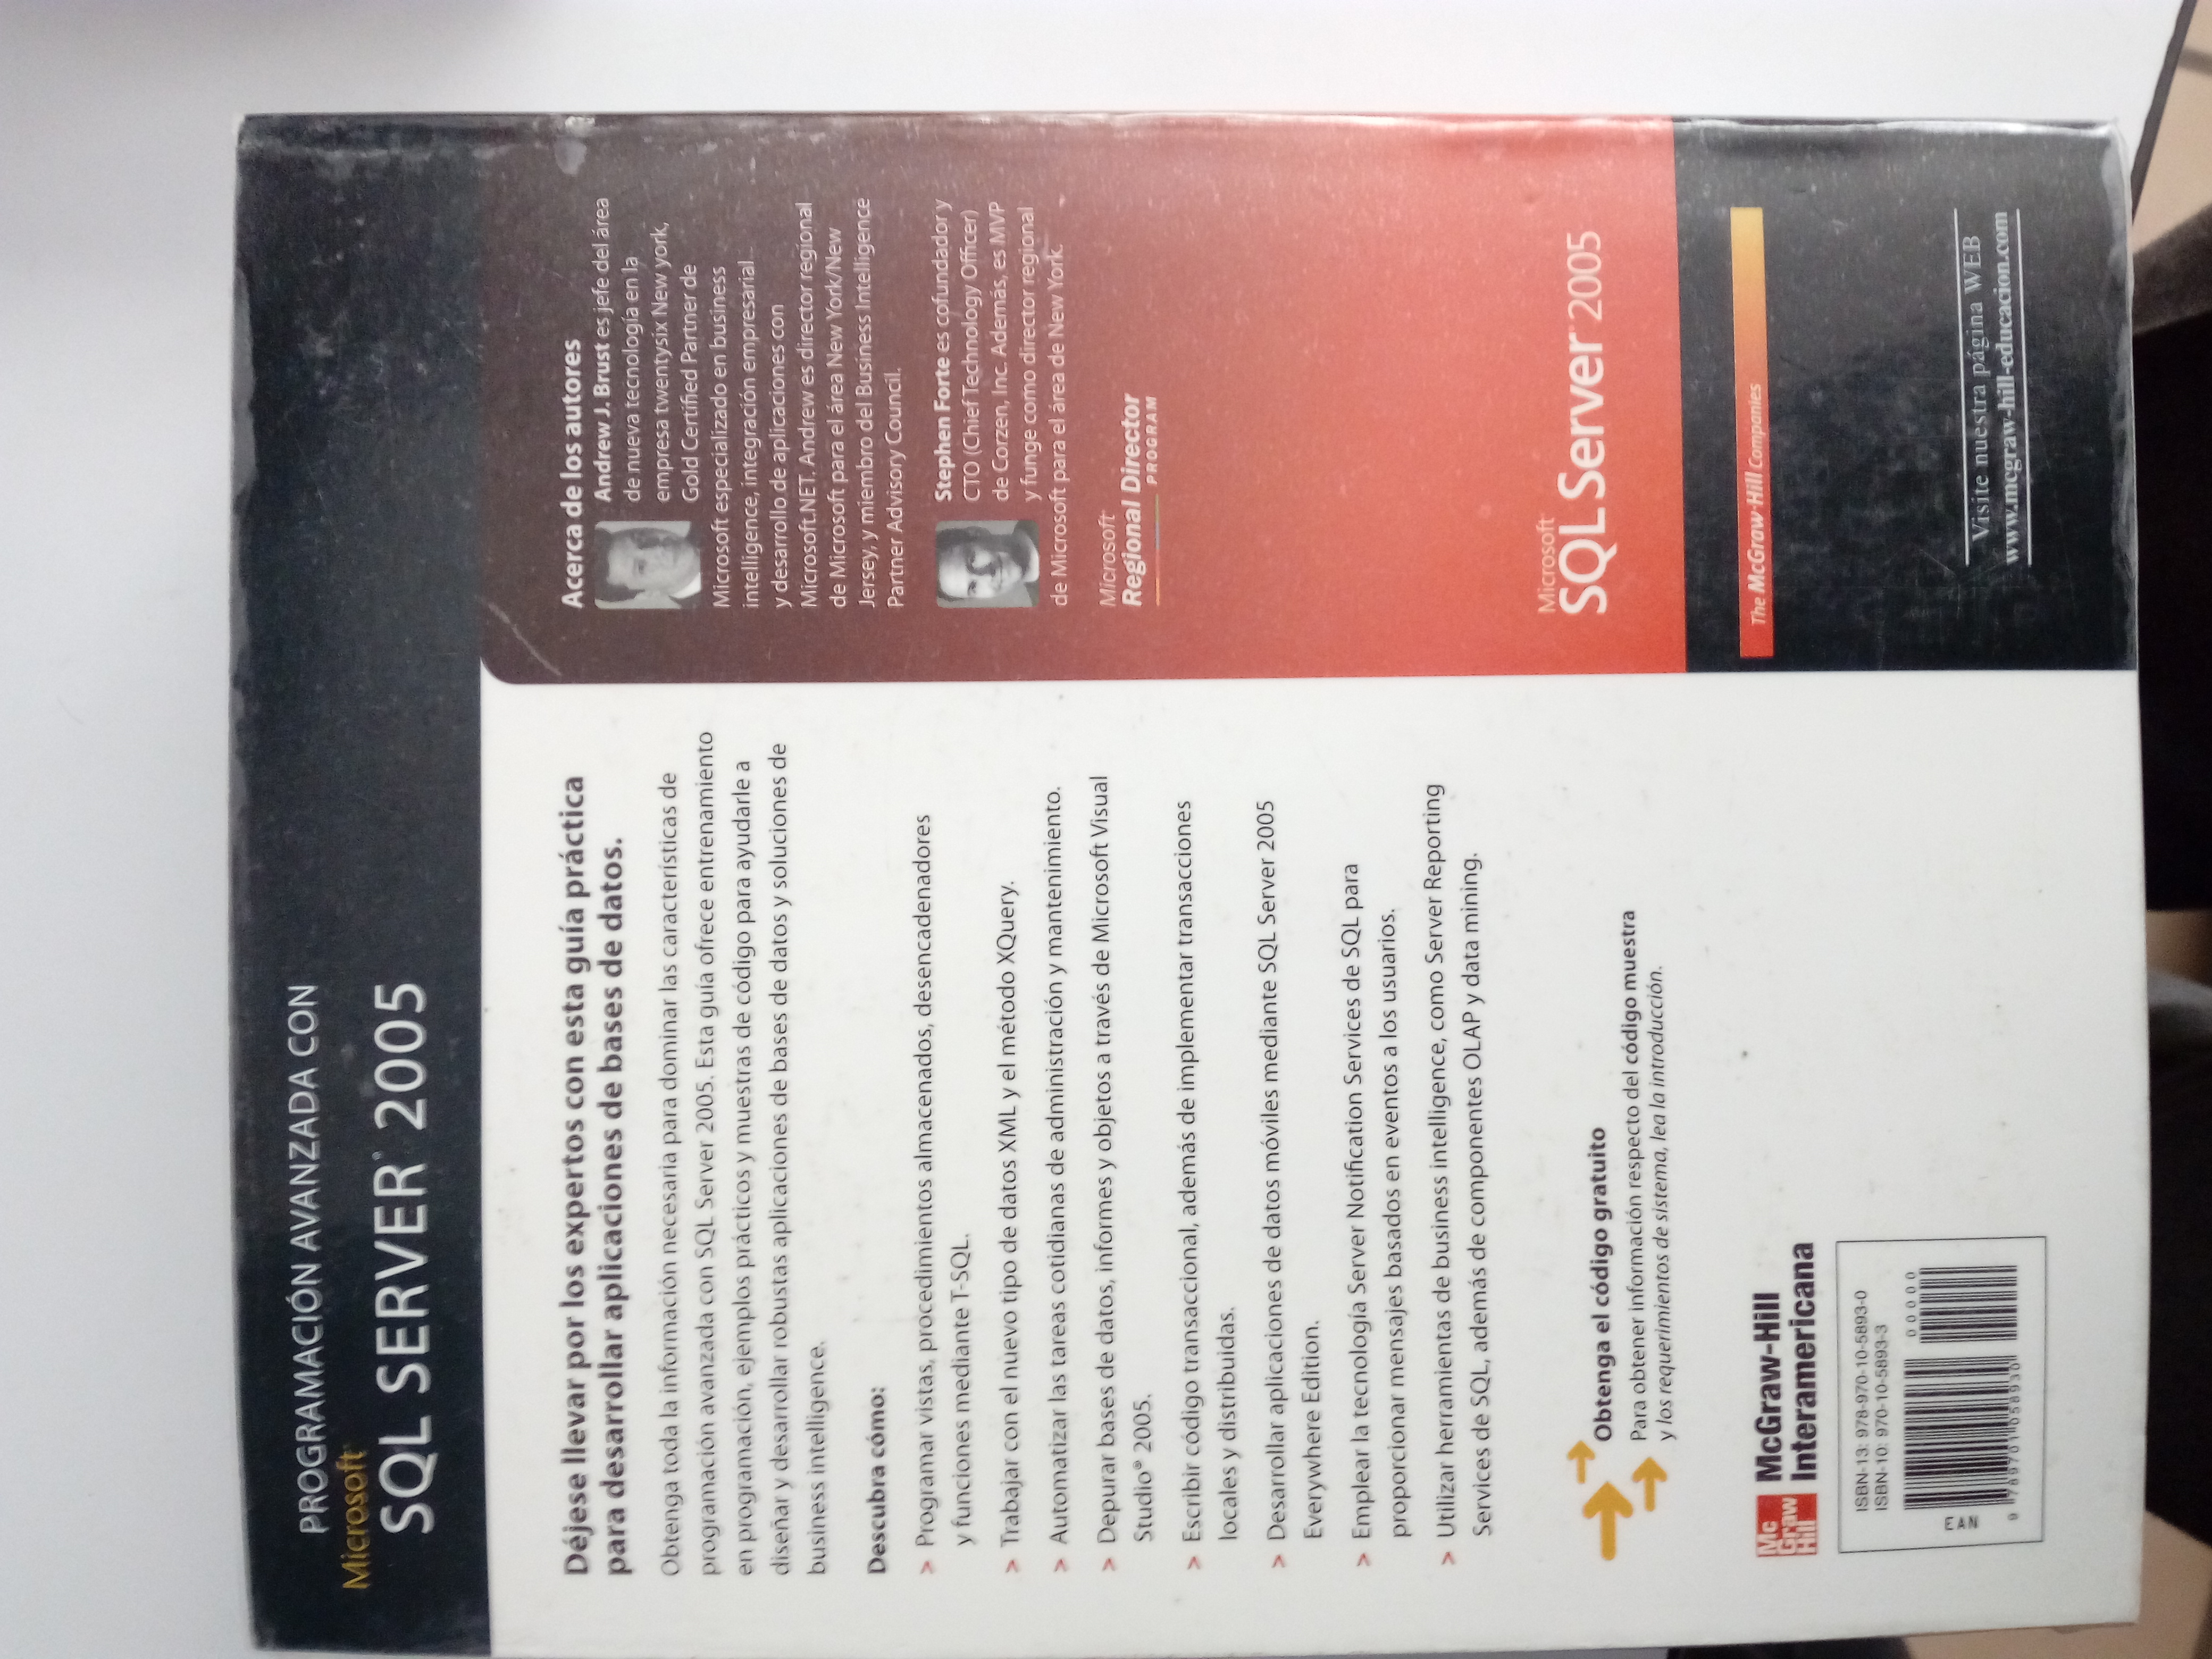 PROGRAMACIÓN AVANZADA CON
Microsoft®
SQL SERVER® 2005
Déjese llevar por los expertos con esta guía práctica
para desarrollar aplicaciones de bases de datos.
Obtenga toda la información necesaria para dominar las características de
programación avanzada con SQL Server 2005. Esta guía ofrece entrenamiento
en programación, ejemplos prácticos y muestras de código para ayudarle a
diseñar y desarrollar robustas aplicaciones de bases de datos y soluciones de
business intelligence.
Descubra cómo:
> Programar vistas, procedimientos almacenados, desencadenadores
y funciones mediante T-SQL.
> Trabajar con el nuevo tipo de datos XML y el método XQuery.
> Automatizar las tareas cotidianas de administración y mantenimiento.
> Depurar bases de datos, informes y objetos a través de Microsoft Visual
Studio® 2005.
> Escribir código transaccional, además de implementar transacciones
locales y distribuidas.
> Desarrollar aplicaciones de datos móviles mediante SQL Server 2005
Everywhere Edition.
> Emplear la tecnología Server Notification Services de SQL para
proporcionar mensajes basados en eventos a los usuarios.
> Utilizar herramientas de business intelligence, como Server Reporting
Services de SQL, además de componentes OLAP y data mining.
Obtenga el código gratuito
Para obtener información respecto del código muestra
y los requerimientos de sistema, lea la introducción.
Mc
Graw
Hill
McGraw-Hill
Interamericana
ISBN-13: 978-970-10-5893-0
ISBN-10: 970-10-5893-3
00000
EAN
9 789701 058930
Acerca de los autores
Andrew J. Brust es jefe del área
de nueva tecnología en la
empresa twentysix New york,
Gold Certified Partner de
Microsoft especializado en business
intelligence, integración empresarial
y desarrollo de aplicaciones con
Microsoft.NET. Andrew es director regional
de Microsoft para el área New York/New
Jersey, y miembro del Business Intelligence
Partner Advisory Council.
Stephen Forte es cofundador y
CTO (Chief Technology Officer)
de Corzen, Inc. Además, es MVP
y funge como director regional
de Microsoft para el área de New York.
Microsoft®
Regional Director
PROGRAM
Microsoft®
SQL Server® 2005
The McGraw-Hill Companies
Visite nuestra página WEB
www.mcgraw-hill-educacion.com